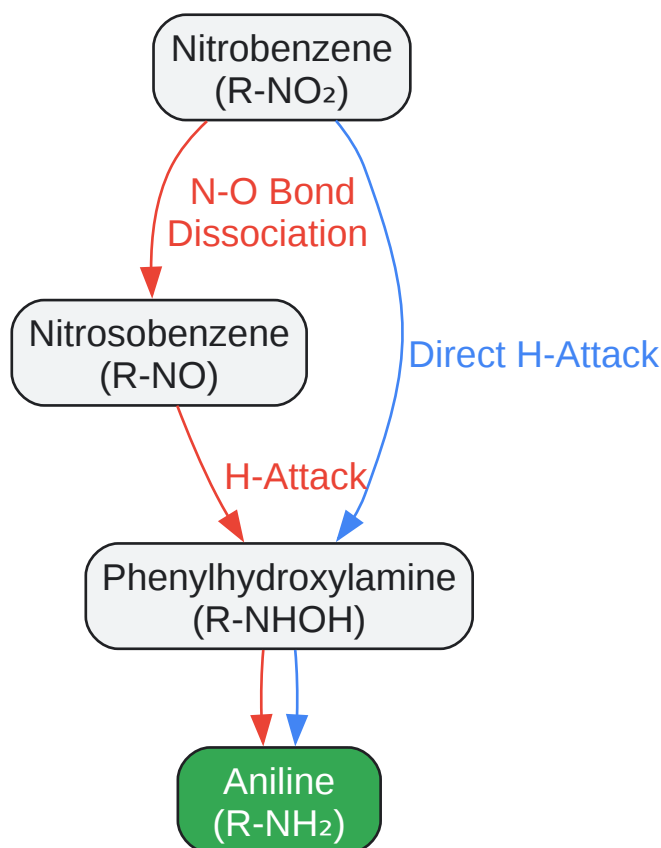 Nitrobenzene
(R-NO₂)
N-O Bond
Dissociation
Nitrosobenzene
(R-NO)
Direct H-Attack
H-Attack
Phenylhydroxylamine
(R-NHOH)
Aniline
(R-NH₂)